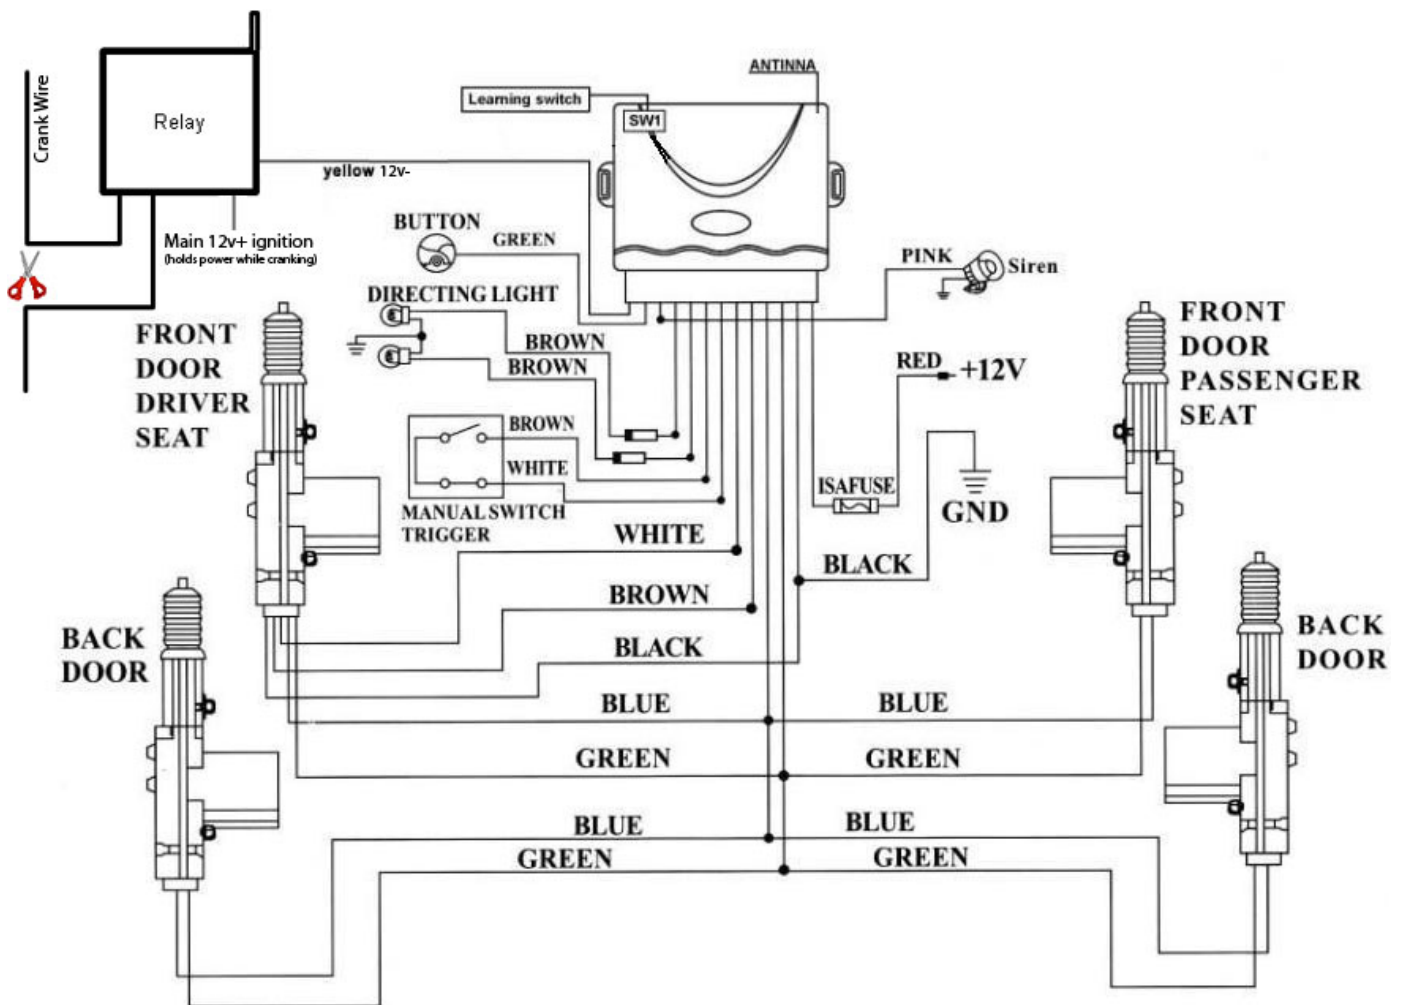 ANTINNA
Crank Wire
Learning switch
SW1
Relay
yellow 12v-
BUTTON
GREEN
Main 12v+ ignition
(holds power while cranking)
PINK
Siren
DIRECTING LIGHT
FRONT
DOOR
DRIVER
SEAT
BROWN
BROWN
FRONT
DOOR
PASSENGER
SEAT
RED
+12V
BROWN
WHITE
MANUAL SWITCH
TRIGGER
ISAFUSE
GND
WHITE
BLACK
BROWN
BACK
DOOR
BLACK
BACK
DOOR
BLUE
BLUE
GREEN
GREEN
BLUE
BLUE
GREEN
GREEN